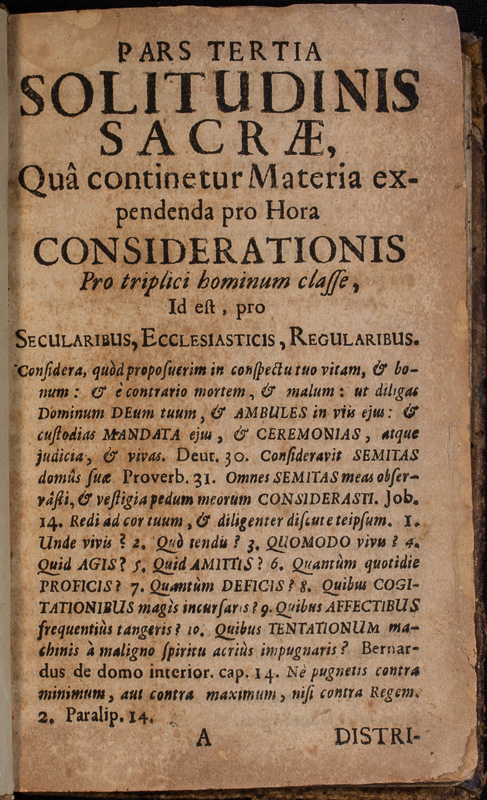 PARS TERTIA
SOLITUDINIS
SACRÆ,
Quâ continetur Materia ex-
pendenda pro Hora
CONSIDERATIONIS
Pro triplici hominum claſſe,
Id eſt, pro
SECULARIBUS, ECCLESIASTICIS, REGULARIBUS.
Conſidera, quòd propoſuerim in conſpectu tuo vitam, & bo-
num: & è contrario mortem, & malum: ut diligas
Dominum DEum tuum, & AMBULES in viis ejus: &
cuſtodias MANDATA ejus, & CEREMONIAS, atque
judicia, & vivas. Deut. 30. Conſideravit SEMITAS
domûs ſuæ Proverb. 31. Omnes SEMITAS meas obſer-
vâſti, & veſtigia pedum meorum CONSIDERASTI. Job.
14. Redi ad cor tuum, & diligenter diſcute teipſum. 1.
Unde vivis? 2. Quò tendis? 3. QUOMODO vivis? 4.
Quid AGIS? 5. Quid AMITTIS? 6. Quantùm quotidie
PROFICIS? 7. Quantùm DEFICIS? 8. Quibus COGI-
TATIONIBUS magis incurſaris? 9. Quibus AFFECTIBUS
frequentiùs tangeris? 10. Quibus TENTATIONUM ma-
chinis à maligno ſpiritu acriùs impugnaris? Bernar-
dus de domo interior. cap. 14. Nè pugnetis contra
minimum, aut contra maximum, niſi contra Regem.
2. Paralip. 14.
A DISTRI-